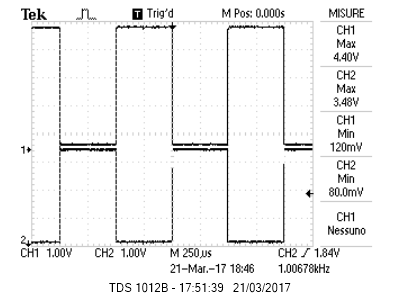 Tek T Trig'd M Pos: 0.000s MISURE
CH1
Max
4.40V
CH2
Max
3.48V
CH1
Min
120mV
CH2
Min
80.0mV
CH1
Nessuno
1
2
CH1 1.00V CH2 1.00V M 250µs CH2 1.84V
21-Mar.-17 18:46 1.00678kHz
TDS 1012B - 17:51:39 21/03/2017